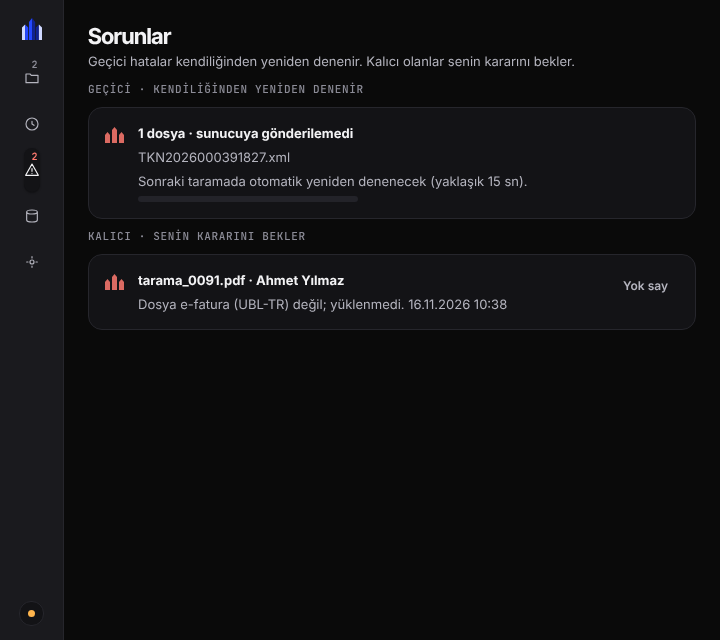 Sorunlar
Geçici hatalar kendiliğinden yeniden denenir. Kalıcı olanlar senin kararını bekler.
2
GEÇİCİ · KENDİLİĞİNDEN YENİDEN DENENİR
1 dosya · sunucuya gönderilemedi
TKN2026000391827.xml
2
Sonraki taramada otomatik yeniden denenecek (yaklaşık 15 sn).
KALICI · SENİN KARARINI BEKLER
tarama_0091.pdf · Ahmet Yılmaz
Yok say
Dosya e-fatura (UBL-TR) değil; yüklenmedi. 16.11.2026 10:38